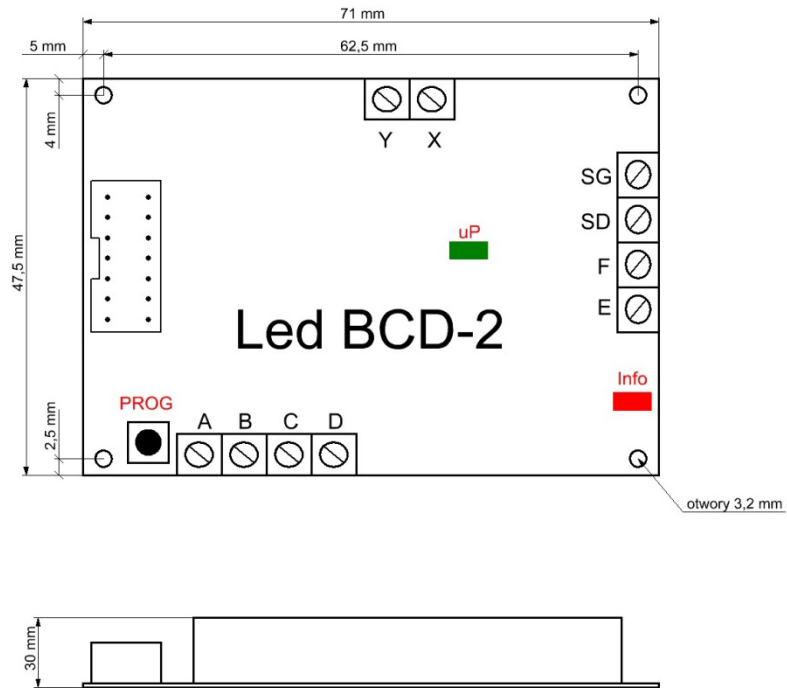 71 mm
5 mm
62,5 mm
4 mm
Y X
SG
SD
uP
F
47,5 mm
E
Led BCD-2
Info
PROG
A B C D
2,5 mm
otwory 3,2 mm
30 mm